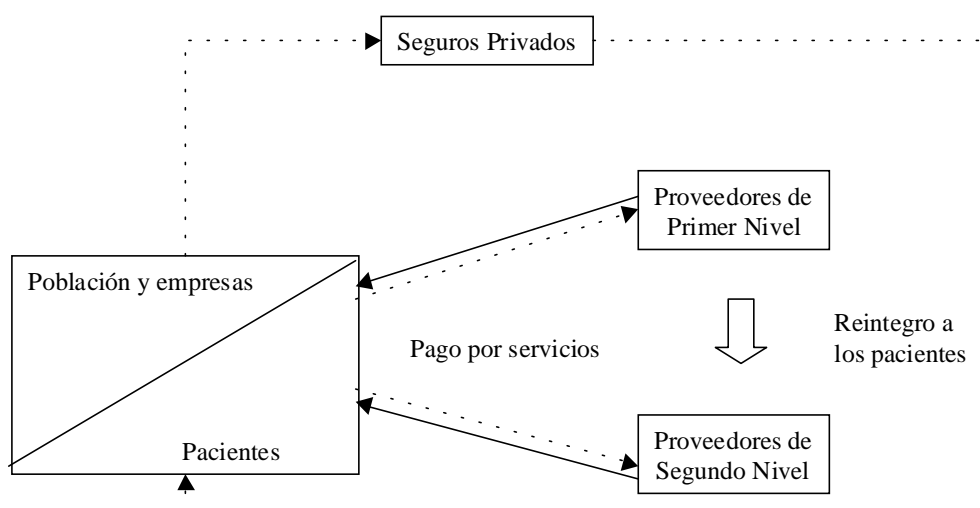 Seguros Privados
Proveedores de
Primer Nivel
Población y empresas
Reintegro a
los pacientes
Pago por servicios
Proveedores de
Segundo Nivel
Pacientes